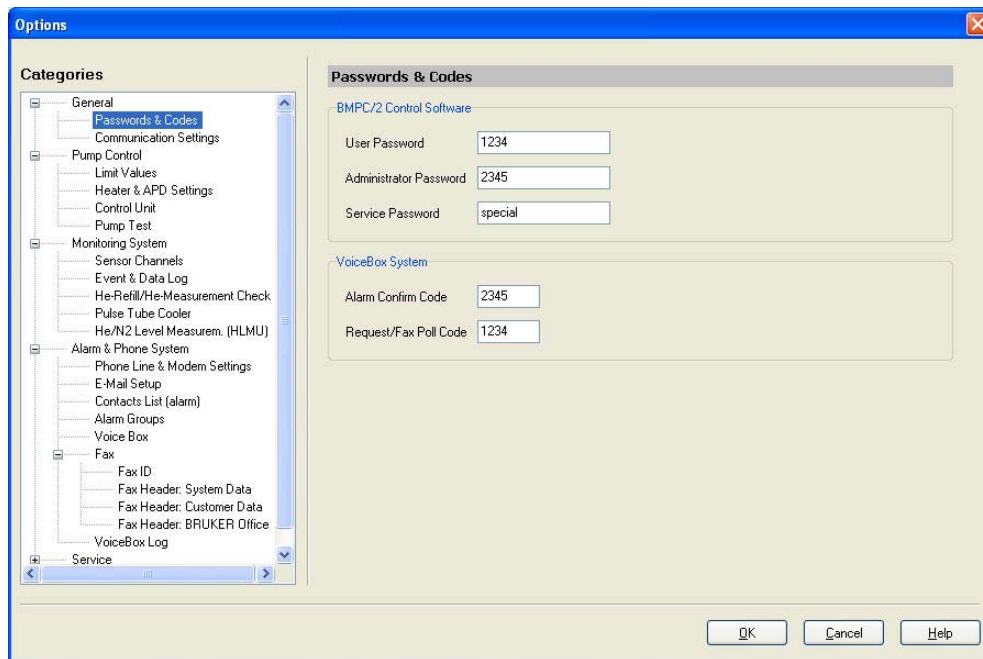 Options
Categories
General
Passwords & Codes
Communication Settings
Pump Control
Limit Values
Heater & APD Settings
Control Unit
Pump Test
Monitoring System
Sensor Channels
Event & Data Log
He-Refill/He-Measurement Check
Pulse Tube Cooler
He/N2 Level Measurem. (HLMU)
Alarm & Phone System
Phone Line & Modem Settings
E-Mail Setup
Contacts List (alarm)
Alarm Groups
Voice Box
Fax
Fax ID
Fax Header: System Data
Fax Header: Customer Data
Fax Header: BRUKER Office
VoiceBox Log
Service
Passwords & Codes
BMPC/2 Control Software
User Password 1234
Administrator Password 2345
Service Password special
VoiceBox System
Alarm Confirm Code 2345
Request/Fax Poll Code 1234
OK Cancel Help